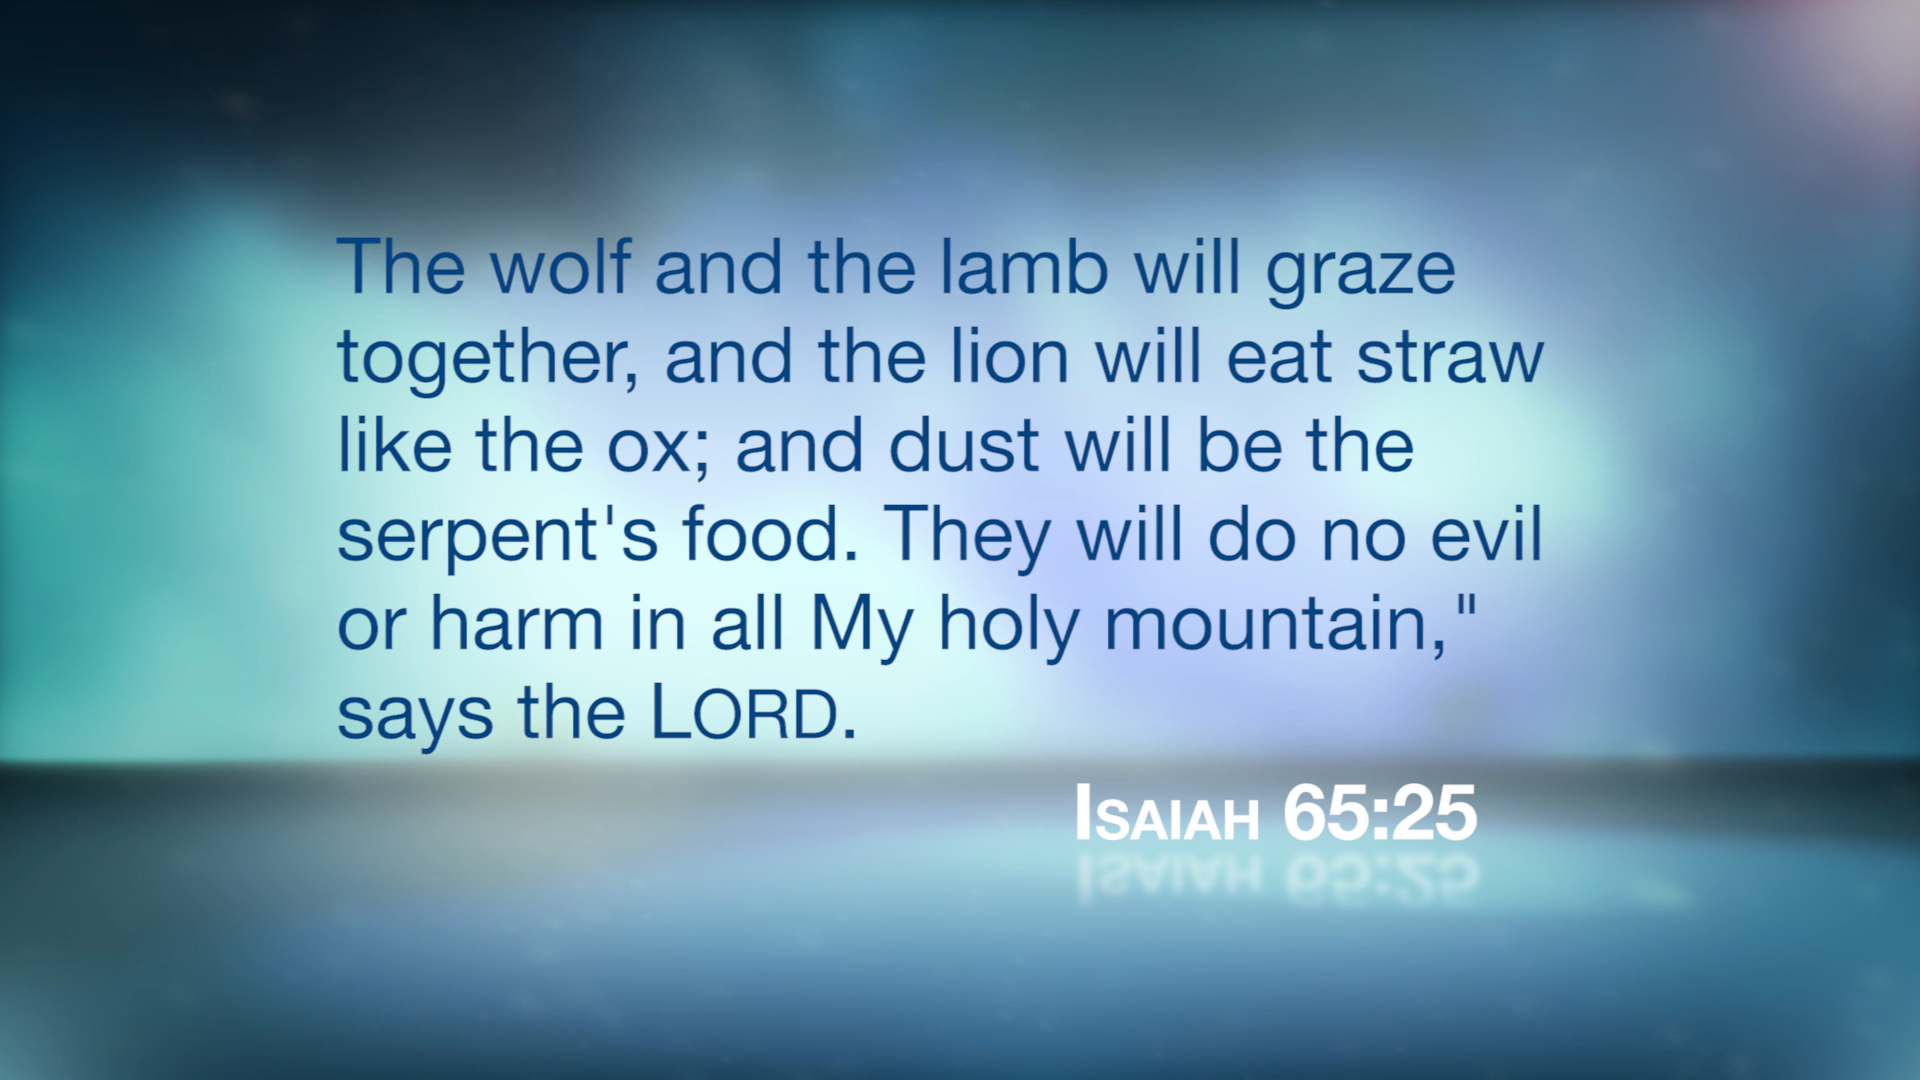 The wolf and the lamb will graze
together, and the lion will eat straw
like the ox; and dust will be the
serpent's food. They will do no evil
or harm in all My holy mountain,"
says the LORD.
ISAIAH 65:25